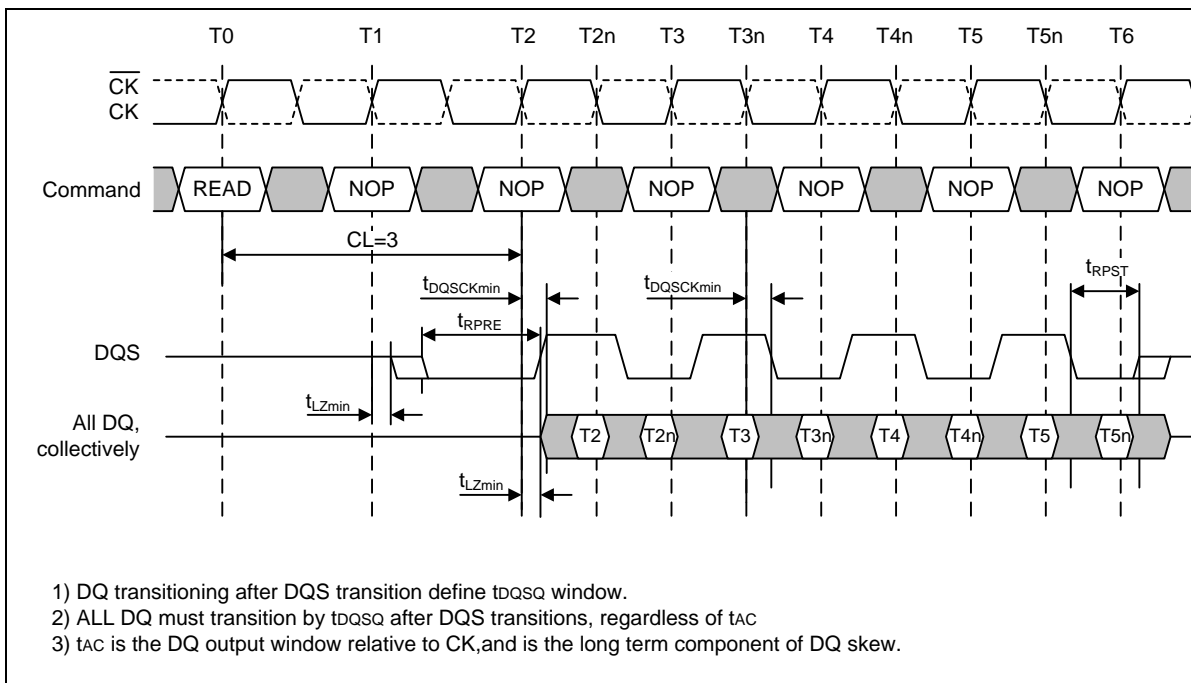 T0 T1 T2 T2n T3 T3n T4 T4n T5 T5n T6
CK
CK
Command READ NOP NOP NOP NOP NOP NOP
CL=3
tDQSCKmin tDQSCKmin tRPST
tRPRE
DQS
tLZmin
All DQ,
collectively
T2 T2n T3 T3n T4 T4n T5 T5n
tLZmin
1) DQ transitioning after DQS transition define tDQSQ window.
2) ALL DQ must transition by tDQSQ after DQS transitions, regardless of tAC
3) tAC is the DQ output window relative to CK,and is the long term component of DQ skew.